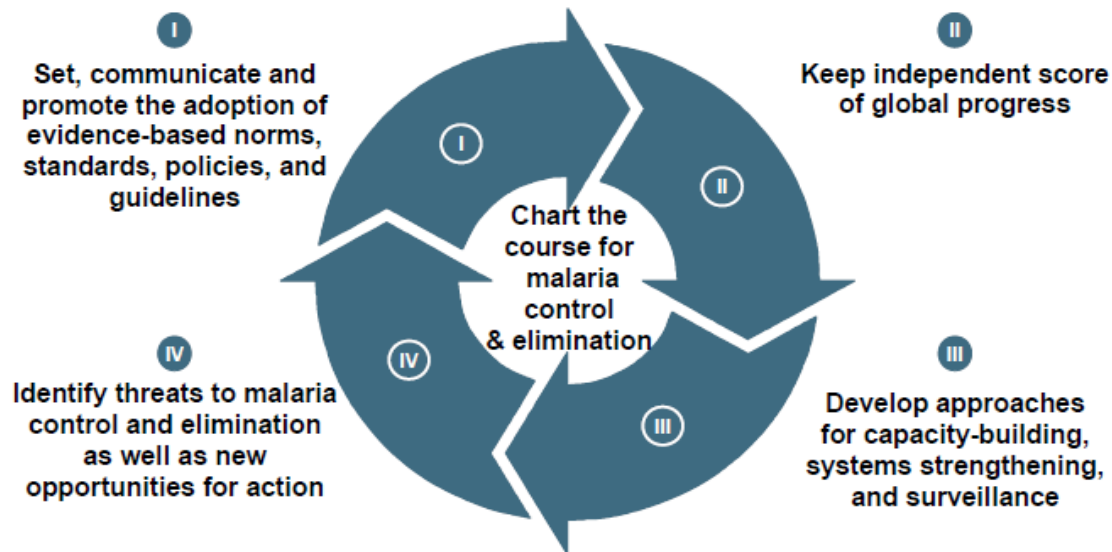 I
Set, communicate and
promote the adoption of
evidence-based norms,
standards, policies, and
guidelines
II
Keep independent score
of global progress
I
II
Chart the
course for
malaria
control
& elimination
IV
III
IV
Identify threats to malaria
control and elimination
as well as new
opportunities for action
III
Develop approaches
for capacity-building,
systems strengthening,
and surveillance